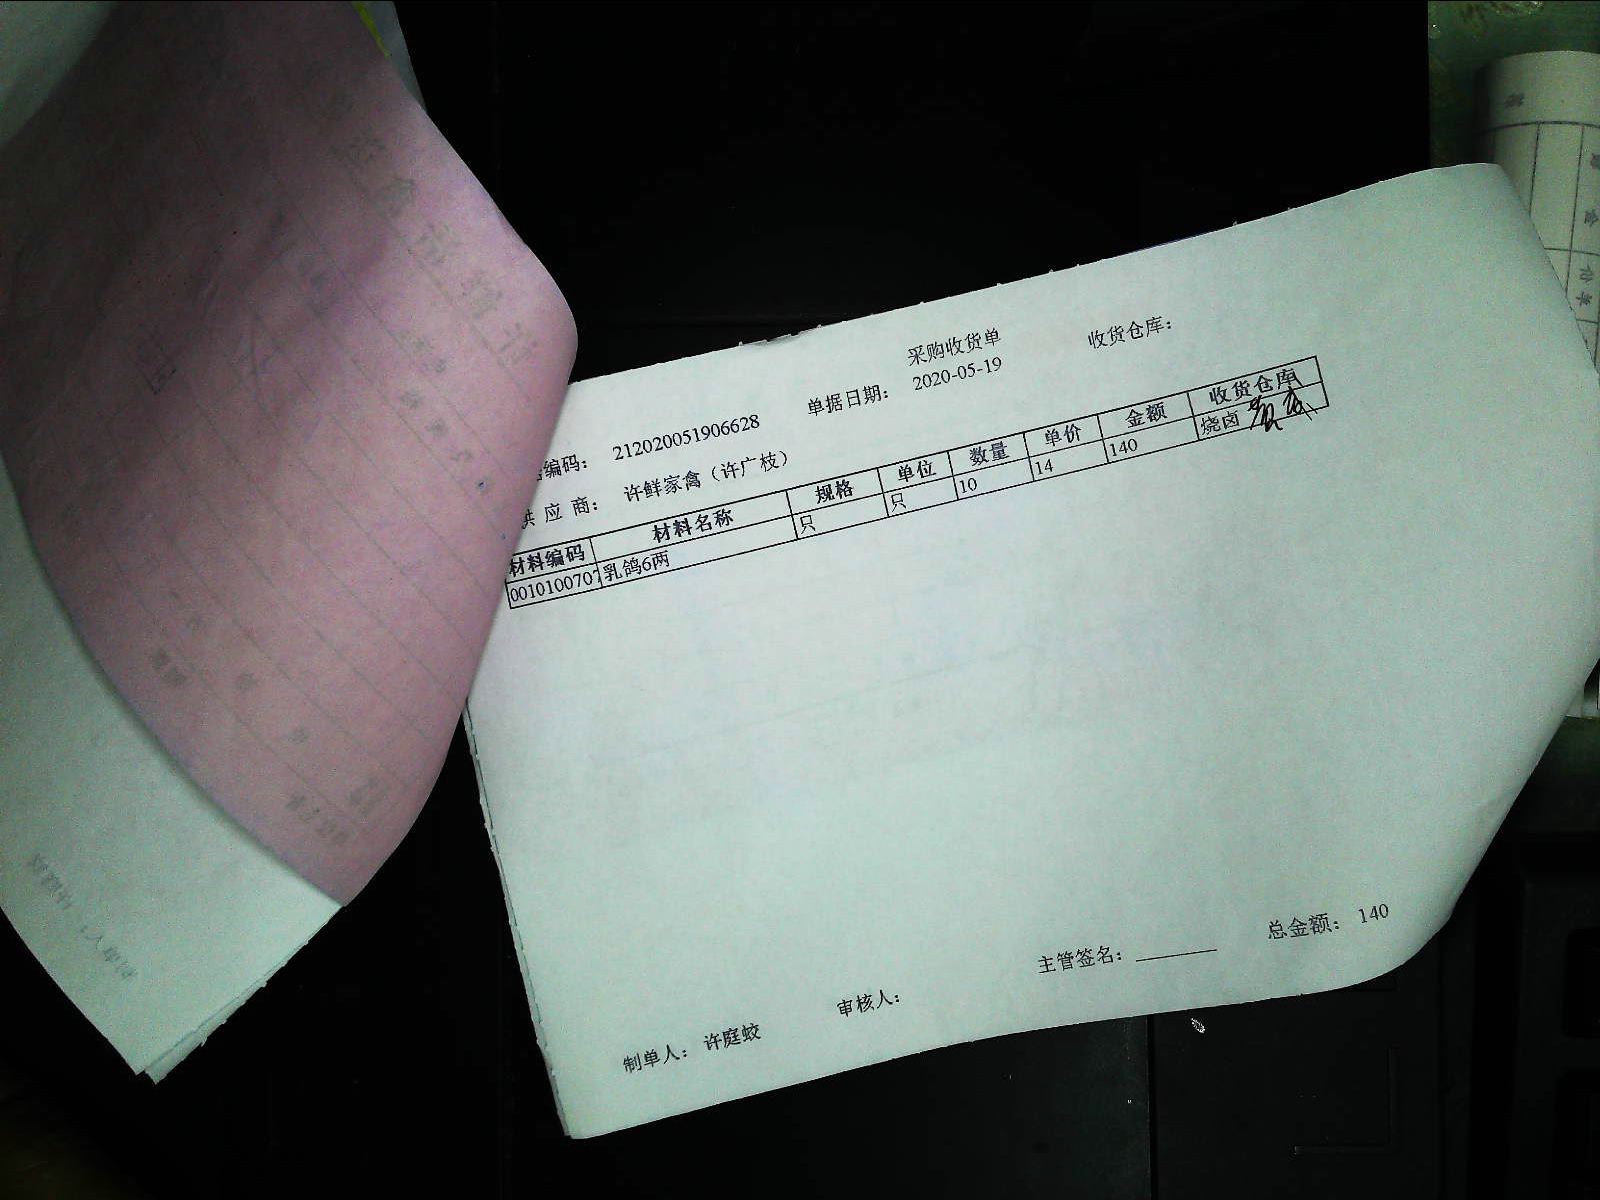 采购收货单
编码： 212020051906628 单据日期： 2020-05-19 收货仓库：
供 应 商： 许鲜家禽（许广枝）
材料编码 材料名称 规格 单位 数量 单价 金额 收货仓库
0010100707 乳鸽6两 只 只 10 14 140 烧卤
主管签名： 总金额： 140
制单人： 许庭蛟 审核人：